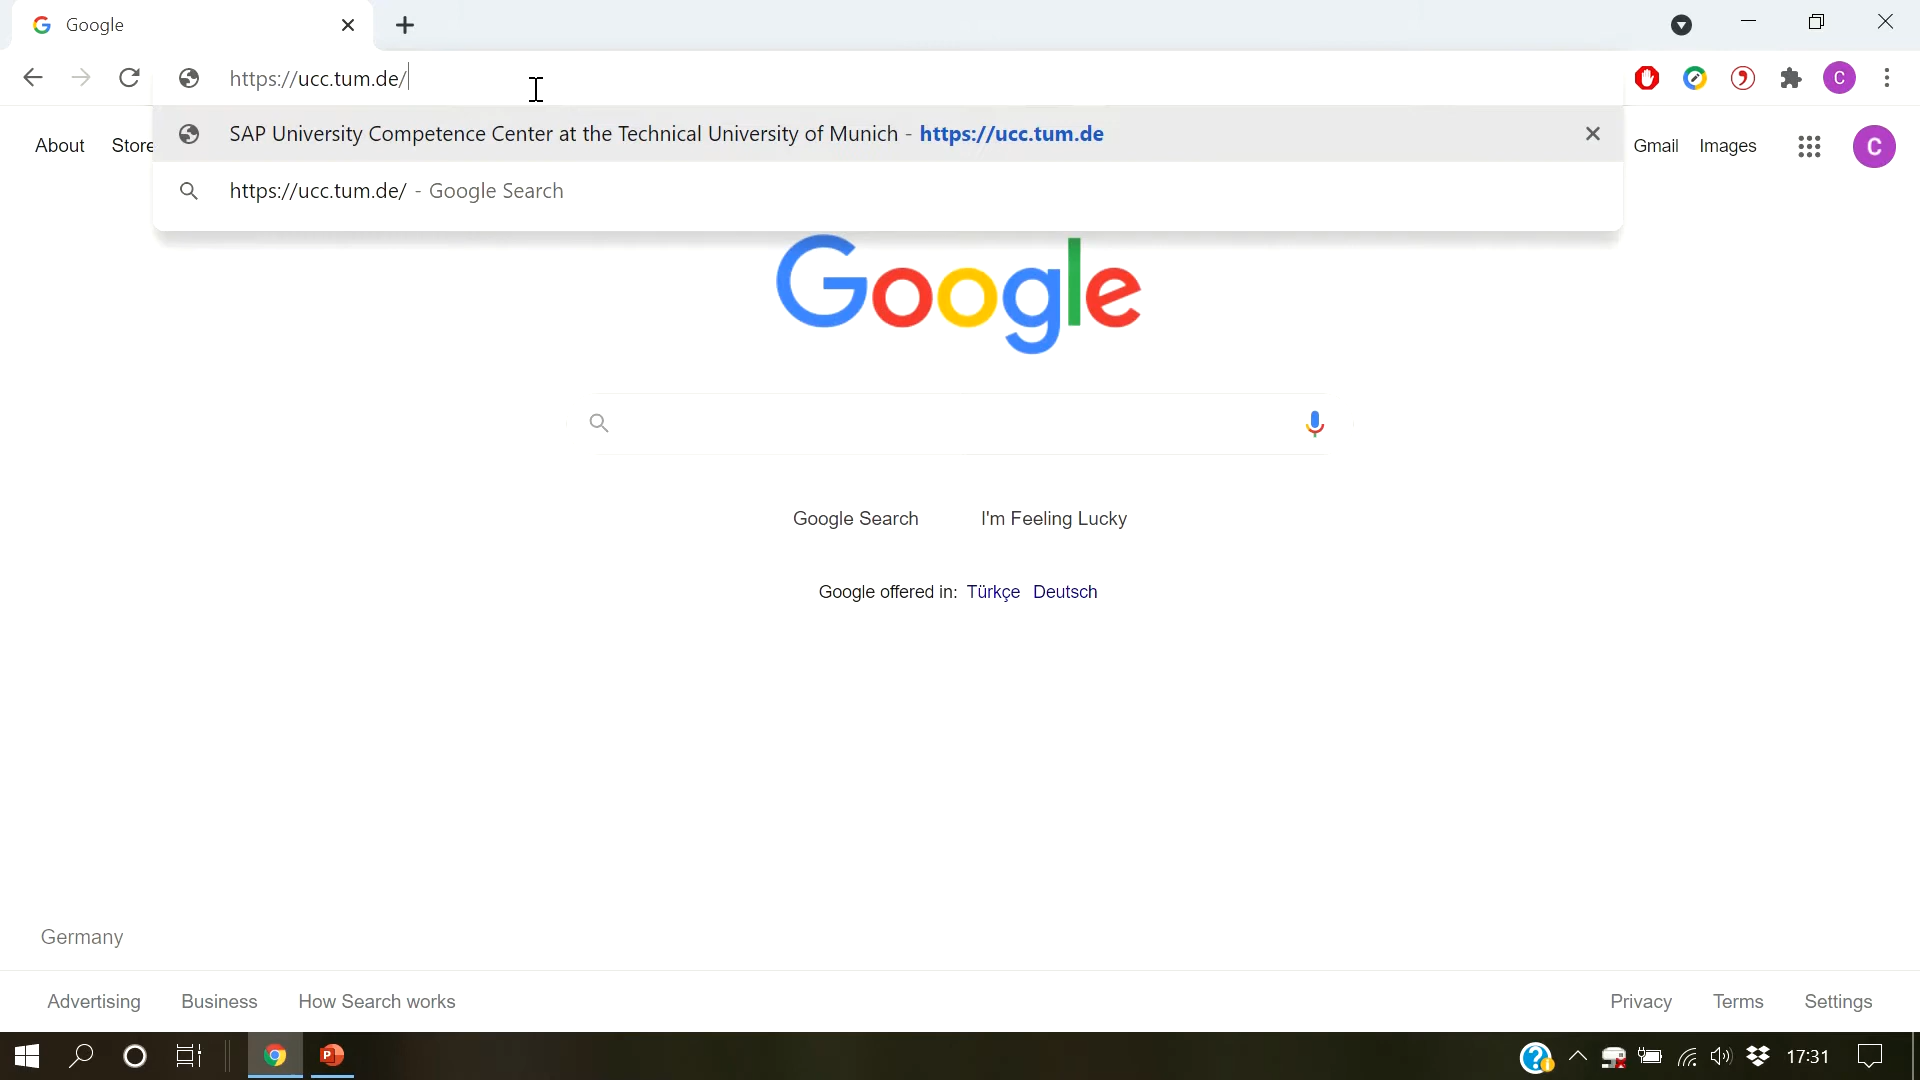 Google
https://ucc.tum.de/
C
SAP University Competence Center at the Technical University of Munich - https://ucc.tum.de
https://ucc.tum.de/ - Google Search
About Store Gmail Images C
Google
Google Search I'm Feeling Lucky
Google offered in: Türkçe Deutsch
Germany
Advertising Business How Search works Privacy Terms Settings
17:31